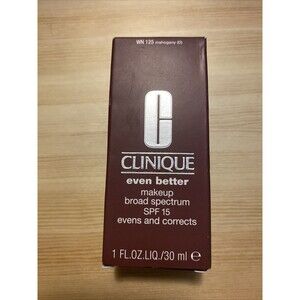 WN 125 mahogany (D)
C
CLINIQUE
even better
makeup
broad spectrum
SPF 15
evens and corrects
1 FL.OZ.LIQ./30 ml e